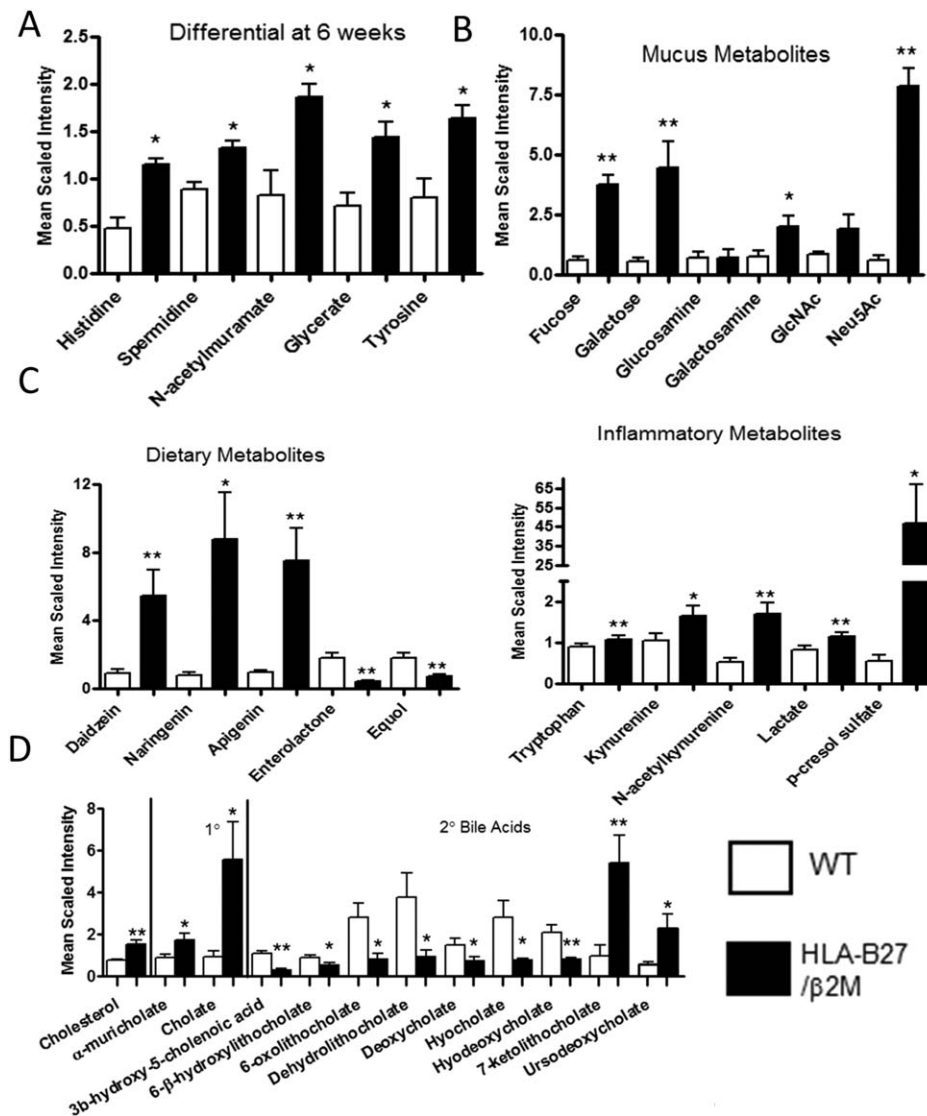 A
Differential at 6 weeks
Mean Scaled Intensity
2.5
2.0
1.5
1.0
0.5
0.0
*
*
*
*
*
Histidine
Spermidine
N-acetylmuramate
Glycerate
Tyrosine
B
Mucus Metabolites
Mean Scaled Intensity
10.0
7.5
5.0
2.5
0.0
**
**
*
**
Fucose
Galactose
Glucosamine
Galactosamine
GlcNAc
Neu5Ac
C
Dietary Metabolites
Mean Scaled Intensity
12
8
4
0
**
*
**
**
**
Daidzein
Naringenin
Apigenin
Enterolactone
Equol
Inflammatory Metabolites
Mean Scaled Intensity
65
55
45
35
25
2
1
0
**
*
**
**
*
Tryptophan
Kynurenine
N-acetylkynurenine
Lactate
p-cresol sulfate
D
Mean Scaled Intensity
8
6
4
2
0
1°
2° Bile Acids
**
*
*
**
*
*
*
*
*
**
**
*
Cholesterol
α-muricholate
Cholate
3b-hydroxy-5-cholenoic acid
6-β-hydroxylithocholate
6-oxolithocholate
Dehydrolithocholate
Deoxycholate
Hyocholate
Hyodeoxycholate
7-ketolithocholate
Ursodeoxycholate
WT
HLA-B27
/β2M